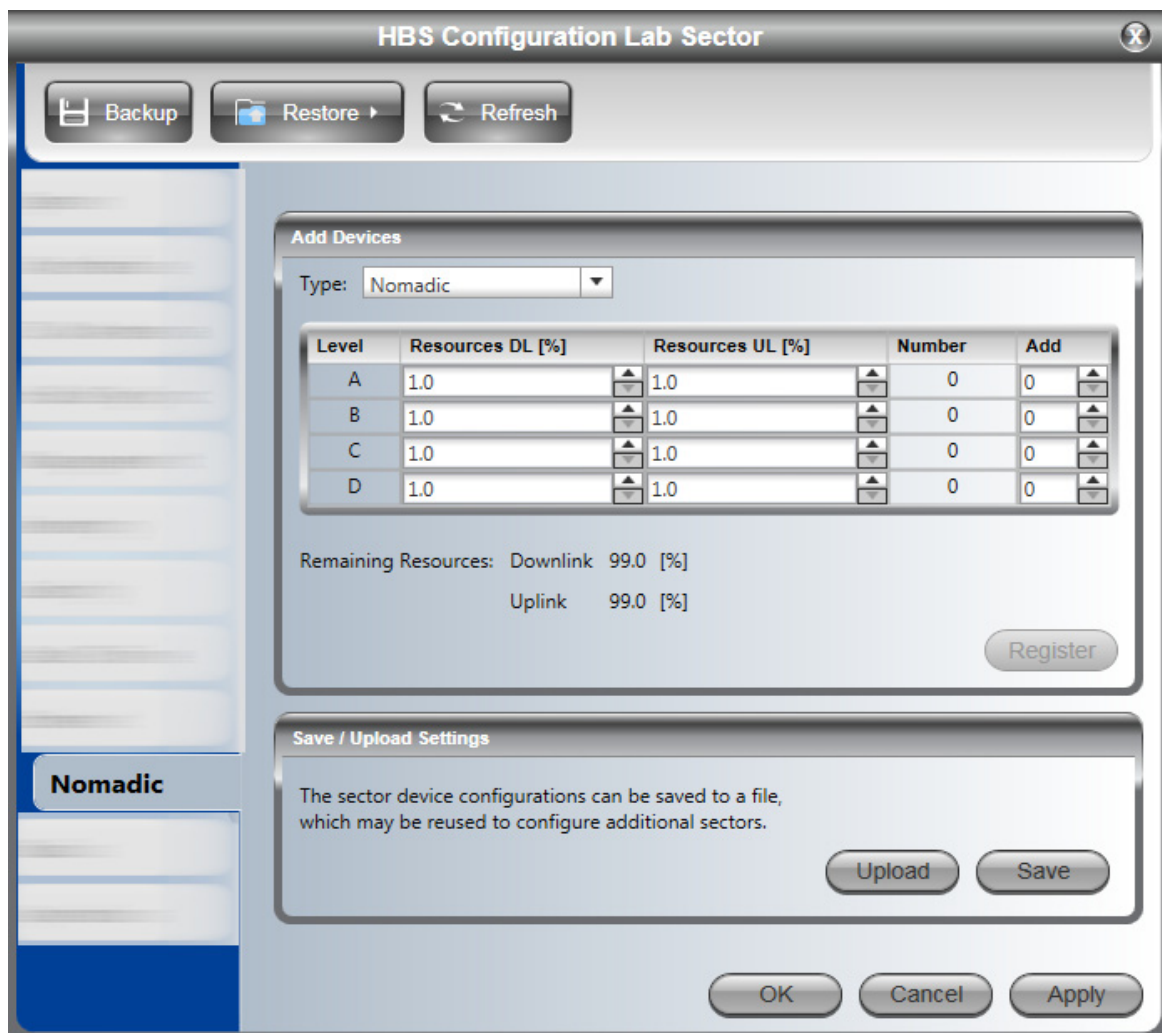 HBS Configuration Lab Sector
Backup Restore Refresh
Add Devices
Type: Nomadic
Level Resources DL [%] Resources UL [%] Number Add
A 1.0 1.0 0 0
B 1.0 1.0 0 0
C 1.0 1.0 0 0
D 1.0 1.0 0 0
Remaining Resources: Downlink 99.0 [%]
Uplink 99.0 [%]
Register
Save / Upload Settings
Nomadic
The sector device configurations can be saved to a file,
which may be reused to configure additional sectors.
Upload Save
OK Cancel Apply